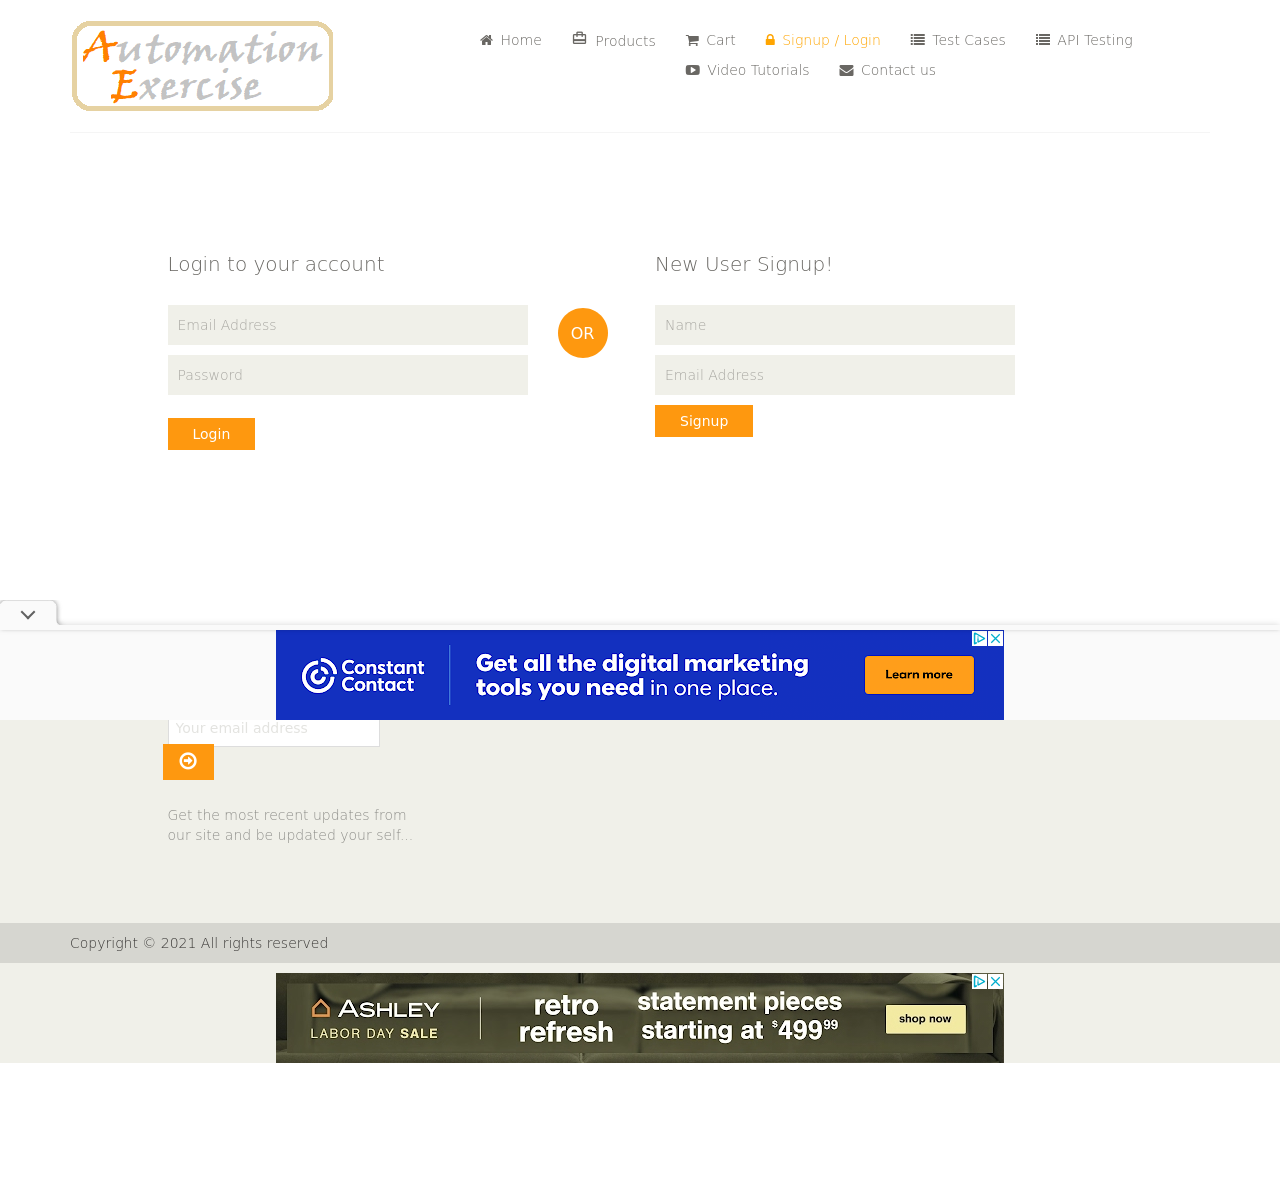 Automation
Exercise
Home
Products
Cart
Signup / Login
Test Cases
API Testing
Video Tutorials
Contact us
Login to your account
Email Address
Password
Login
OR
New User Signup!
Name
Email Address
Signup
Constant
Contact
Get all the digital marketing
tools you need in one place.
Learn more
Your email address
Get the most recent updates from
our site and be updated your self...
Copyright © 2021 All rights reserved
ASHLEY
LABOR DAY SALE
retro
refresh
statement pieces
starting at $499.99
shop now